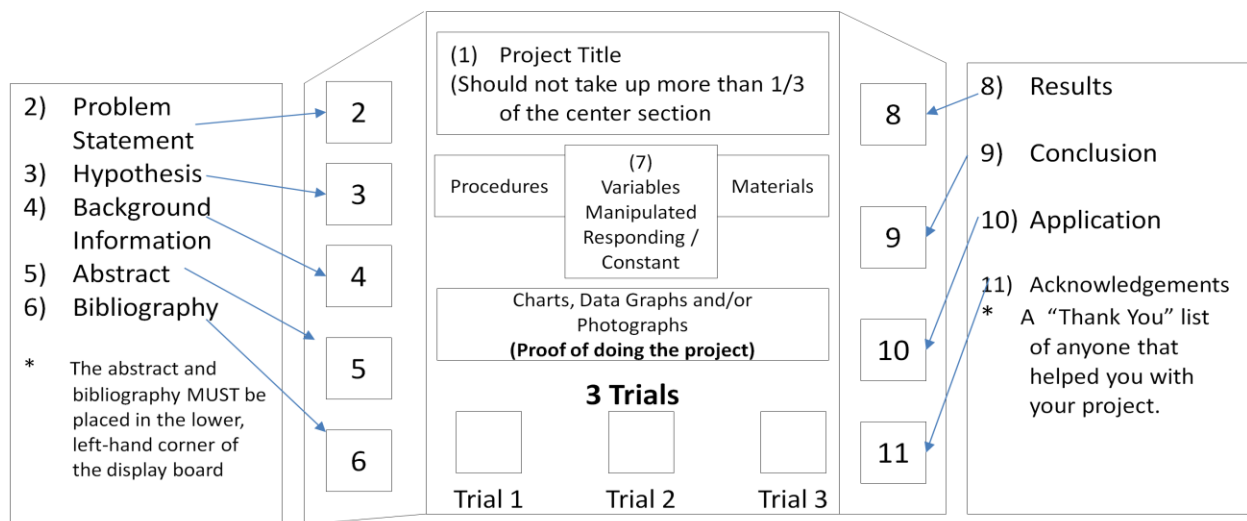 2) Problem
Statement
3) Hypothesis
4) Background
Information
5) Abstract
6) Bibliography
* The abstract and
bibliography MUST be
placed in the lower,
left-hand corner of
the display board
2
3
4
5
6
(1) Project Title
(Should not take up more than 1/3
of the center section
Procedures
(7)
Variables
Manipulated
Responding /
Constant
Materials
Charts, Data Graphs and/or
Photographs
(Proof of doing the project)
3 Trials
Trial 1
Trial 2
Trial 3
8
9
10
11
8) Results
9) Conclusion
10) Application
11) Acknowledgements
* A “Thank You” list
of anyone that
helped you with
your project.